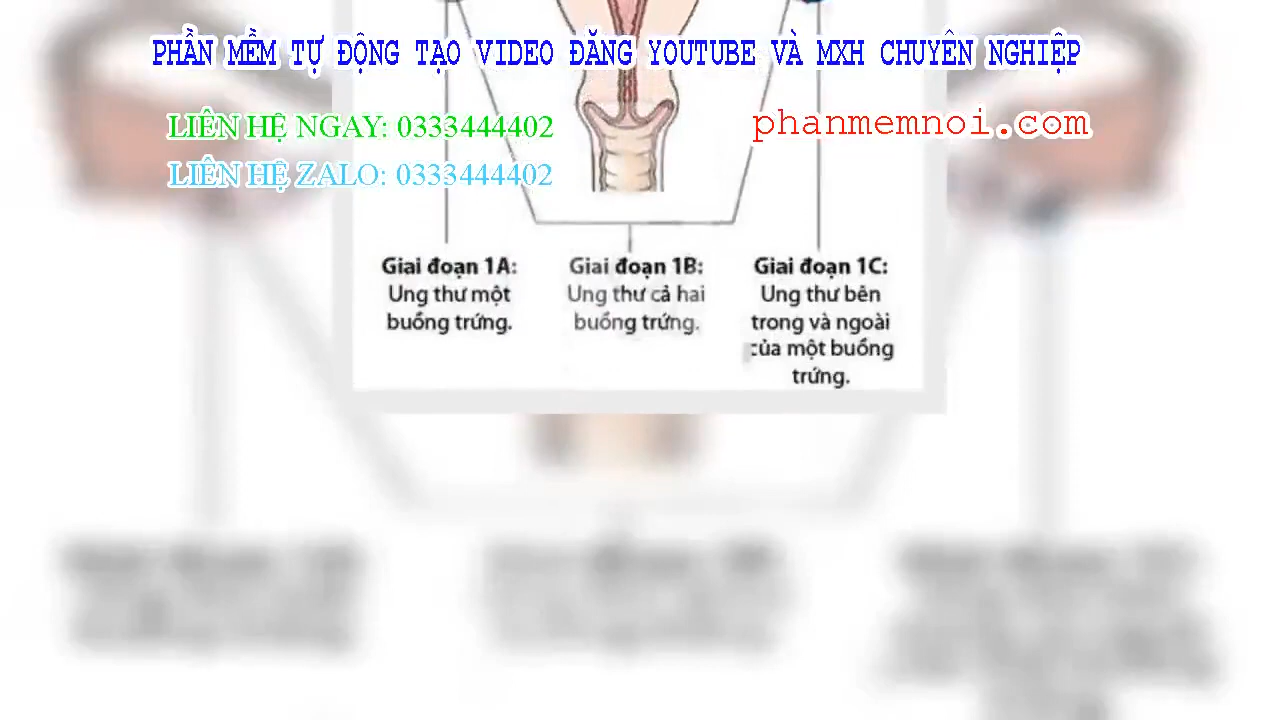 PHẦN MỀM TỰ ĐỘNG TẠO VIDEO ĐĂNG YOUTUBE VÀ MXH CHUYÊN NGHIỆP
LIÊN HỆ NGAY: 0333444402
phanmemnoi.com
LIÊN HỆ ZALO: 0333444402
Giai đoạn 1A:
Ung thư một
buồng trứng.
Giai đoạn 1B:
Ung thư cả hai
buồng trứng.
Giai đoạn 1C:
Ung thư bên
trong và ngoài
của một buồng
trứng.